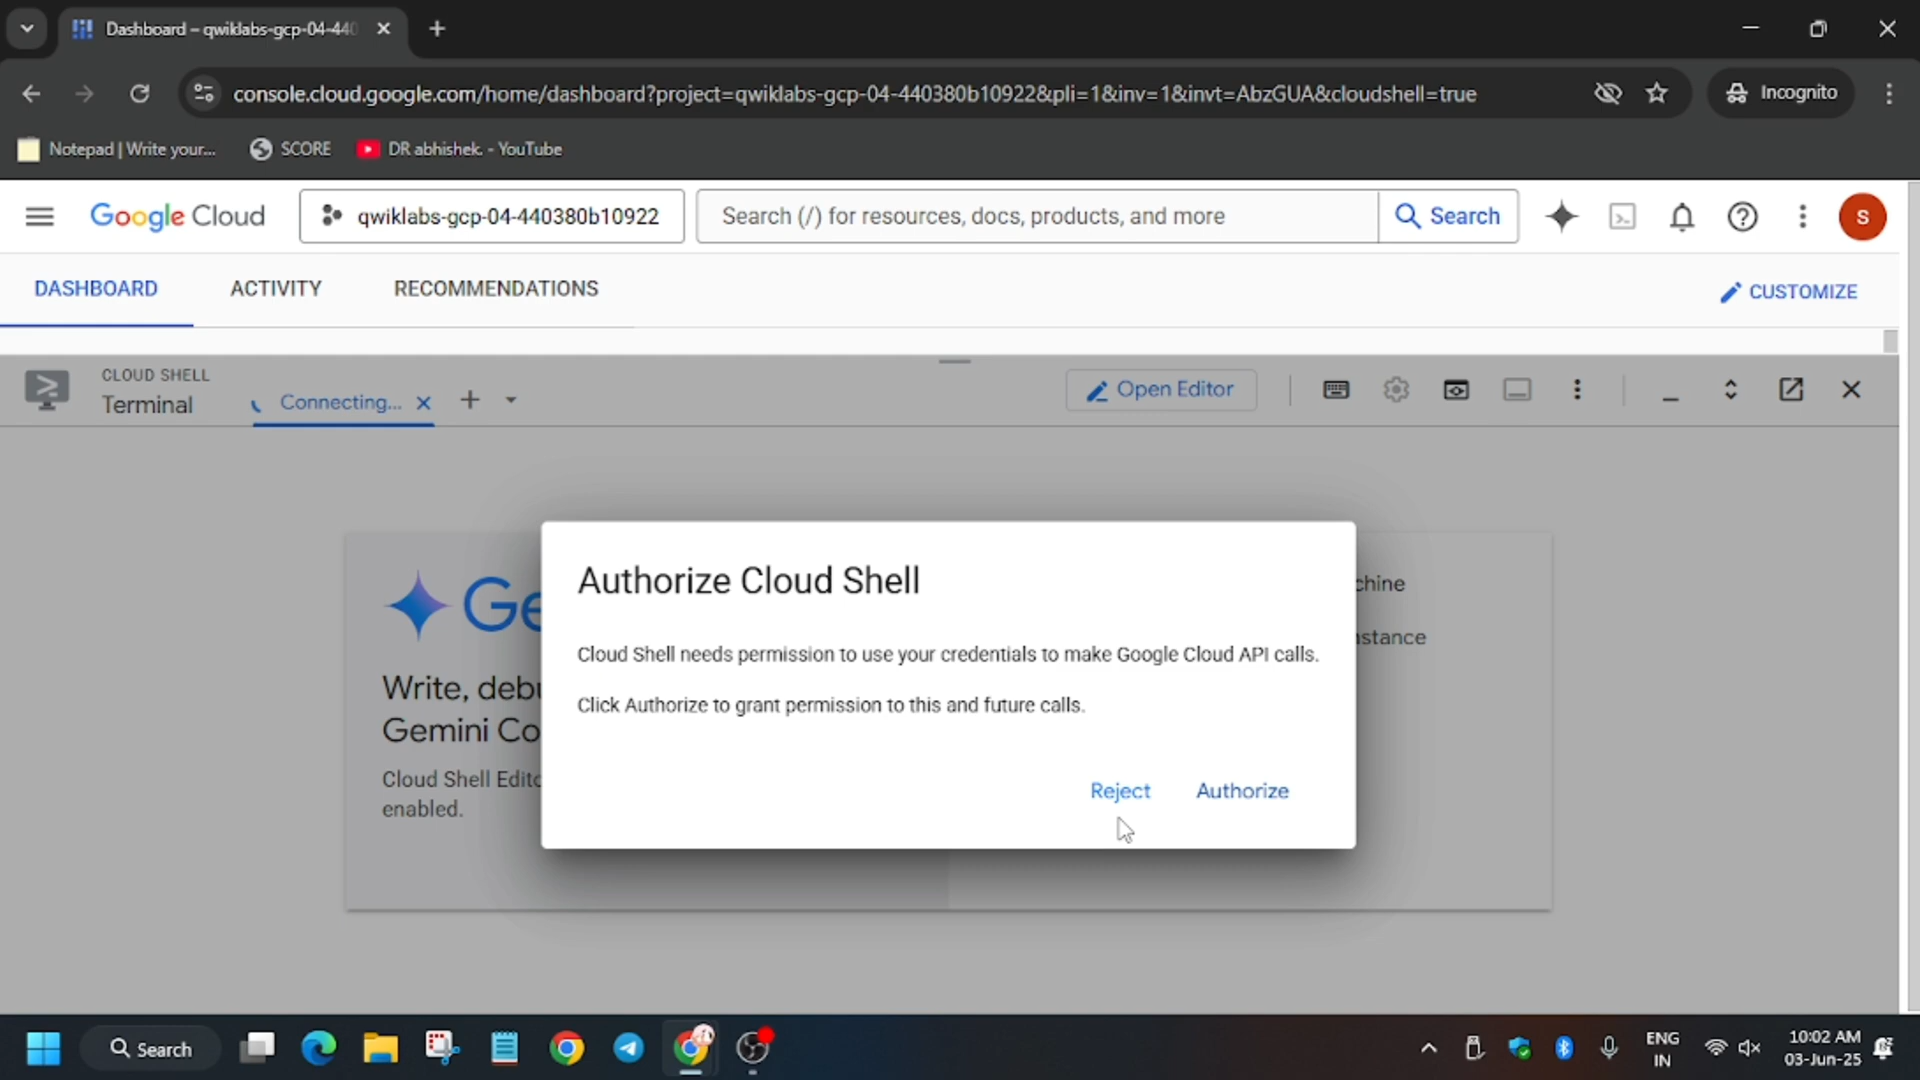 Dashboard – qwiklabs-gcp-04-440
console.cloud.google.com/home/dashboard?project=qwiklabs-gcp-04-440380b10922&pli=1&inv=1&invt=AbzGUA&cloudshell=true
Incognito
Notepad | Write your...
SCORE
DR abhishek. - YouTube
Google Cloud
qwiklabs-gcp-04-440380b10922
Search (/) for resources, docs, products, and more
Search
S
DASHBOARD
ACTIVITY
RECOMMENDATIONS
CUSTOMIZE
CLOUD SHELL
Terminal
Connecting...
Open Editor
Authorize Cloud Shell
Cloud Shell needs permission to use your credentials to make Google Cloud API calls.
Click Authorize to grant permission to this and future calls.
Reject
Authorize
Ge
Write, debu
Gemini Co
Cloud Shell Edito
enabled.
chine
nstance
Search
ENG
IN
10:02 AM
03-Jun-25